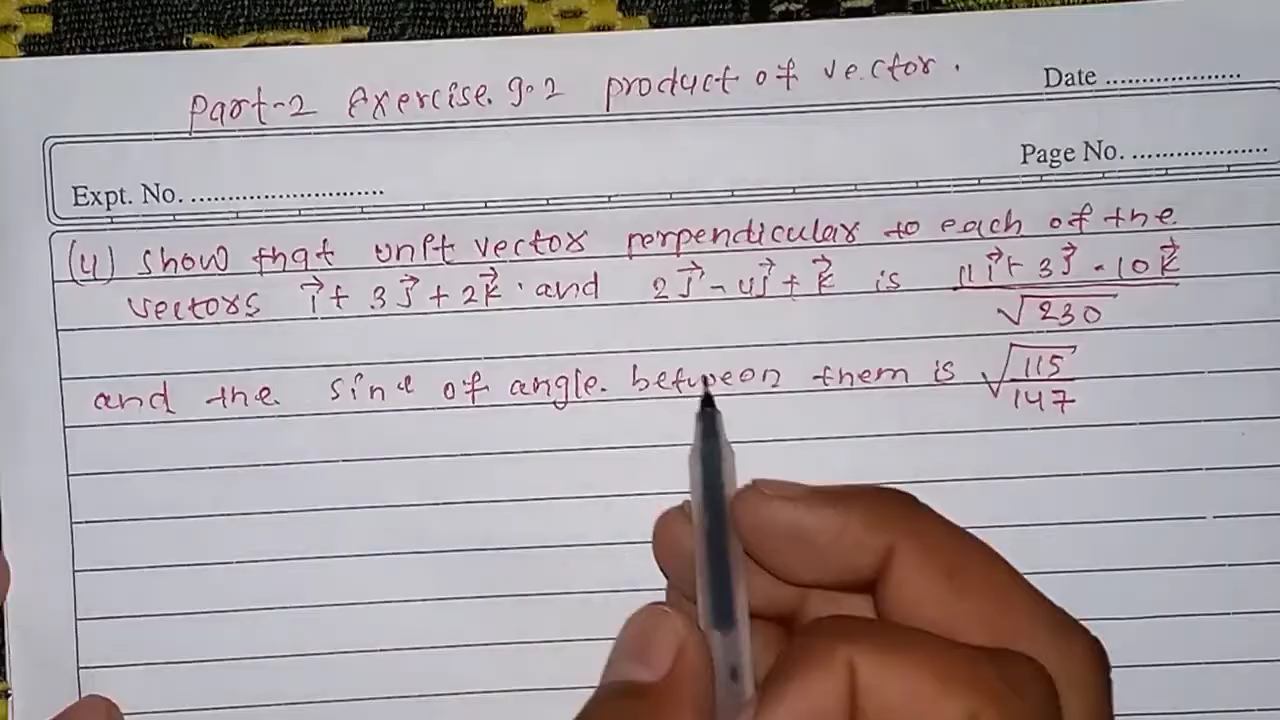 Part-2 Exercise. 9.2 product of vector.
Date ....................
Page No. ....................
Expt. No. ............................
(4) Show that unit vector perpendicular to each of the
vectors i⃗ + 3j⃗ + 2k⃗ . and 2j⃗ - 4j⃗ + k⃗ is (11i⃗ + 3j⃗ - 10k⃗)/√230
and the sine of angle. between them is √(115/147)